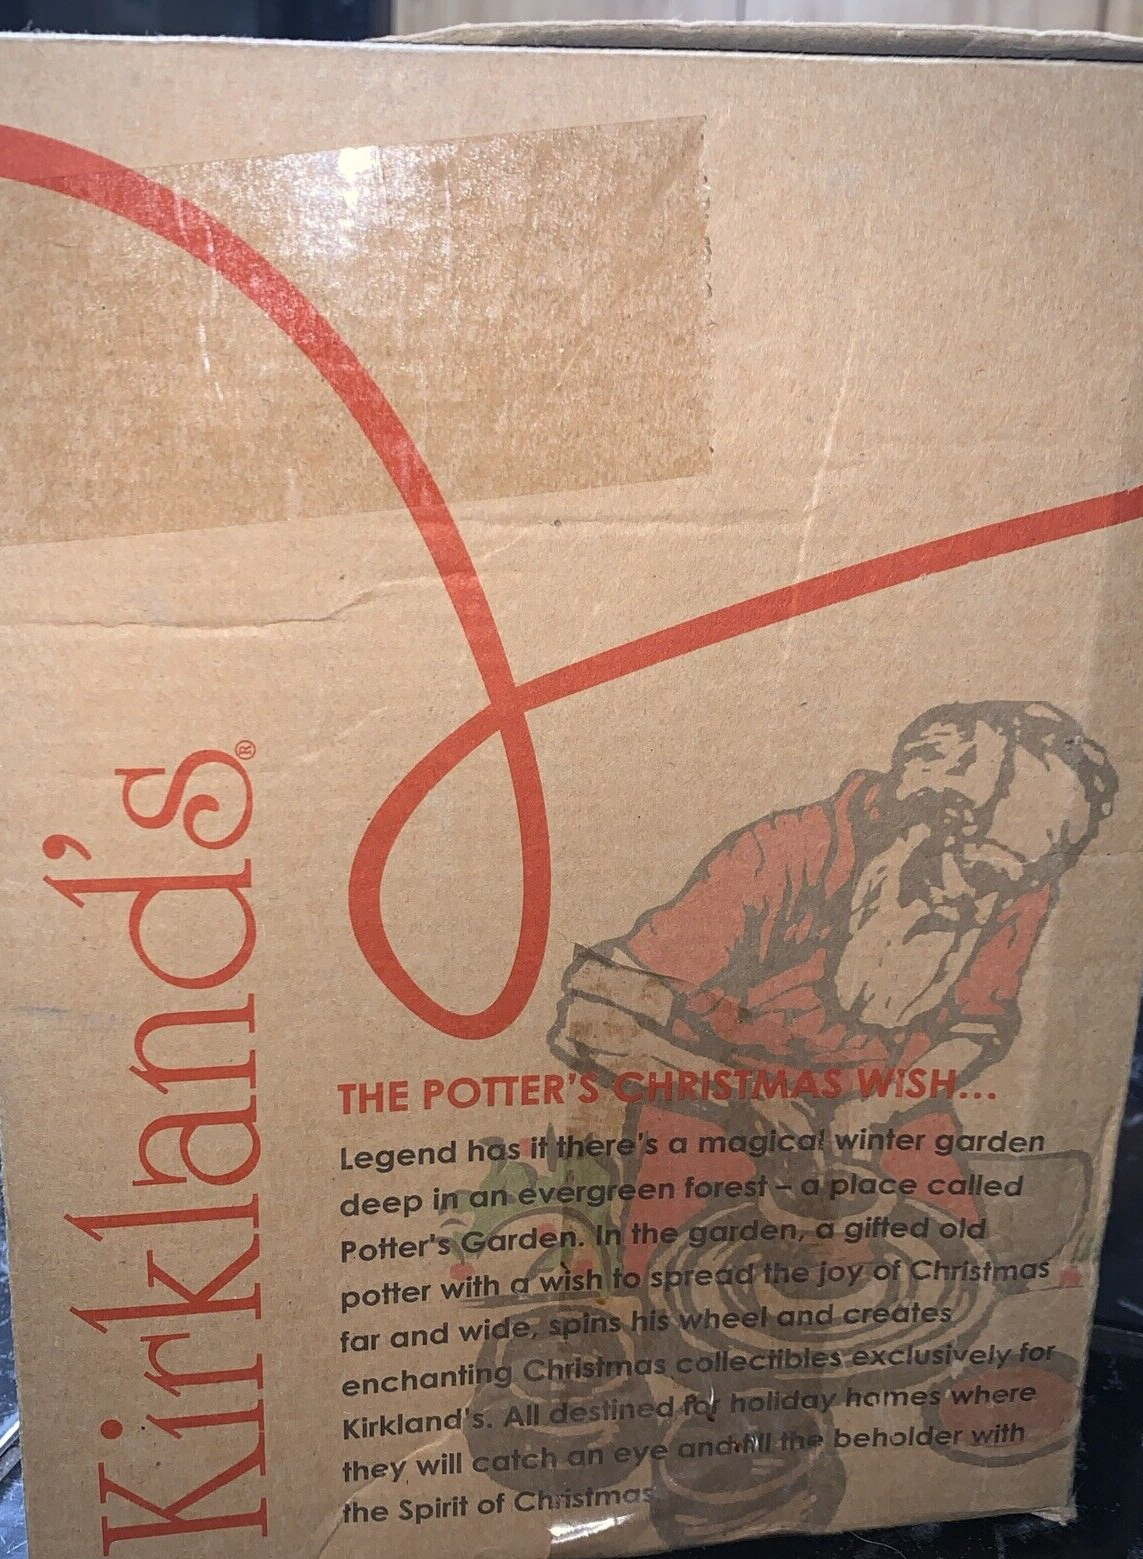 Kirkland's®
THE POTTER'S CHRISTMAS WISH...
Legend has it there's a magical winter garden
deep in an evergreen forest – a place called
Potter's Garden. In the garden, a gifted old
potter with a wish to spread the joy of Christmas
far and wide, spins his wheel and creates
enchanting Christmas collectibles exclusively for
Kirkland's. All destined for holiday homes where
they will catch an eye and fill the beholder with
the Spirit of Christmas.